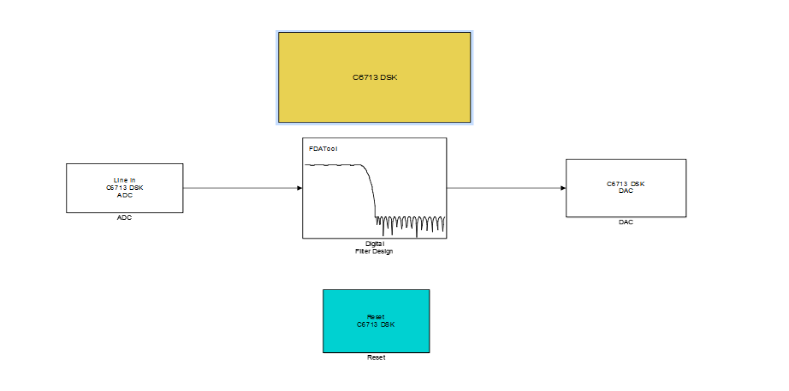 C6713 DSK
FDATool
Line In
C6713 DSK
ADC
ADC
Digital
Filter Design
C6713 DSK
DAC
DAC
Reset
C6713 DSK
Reset